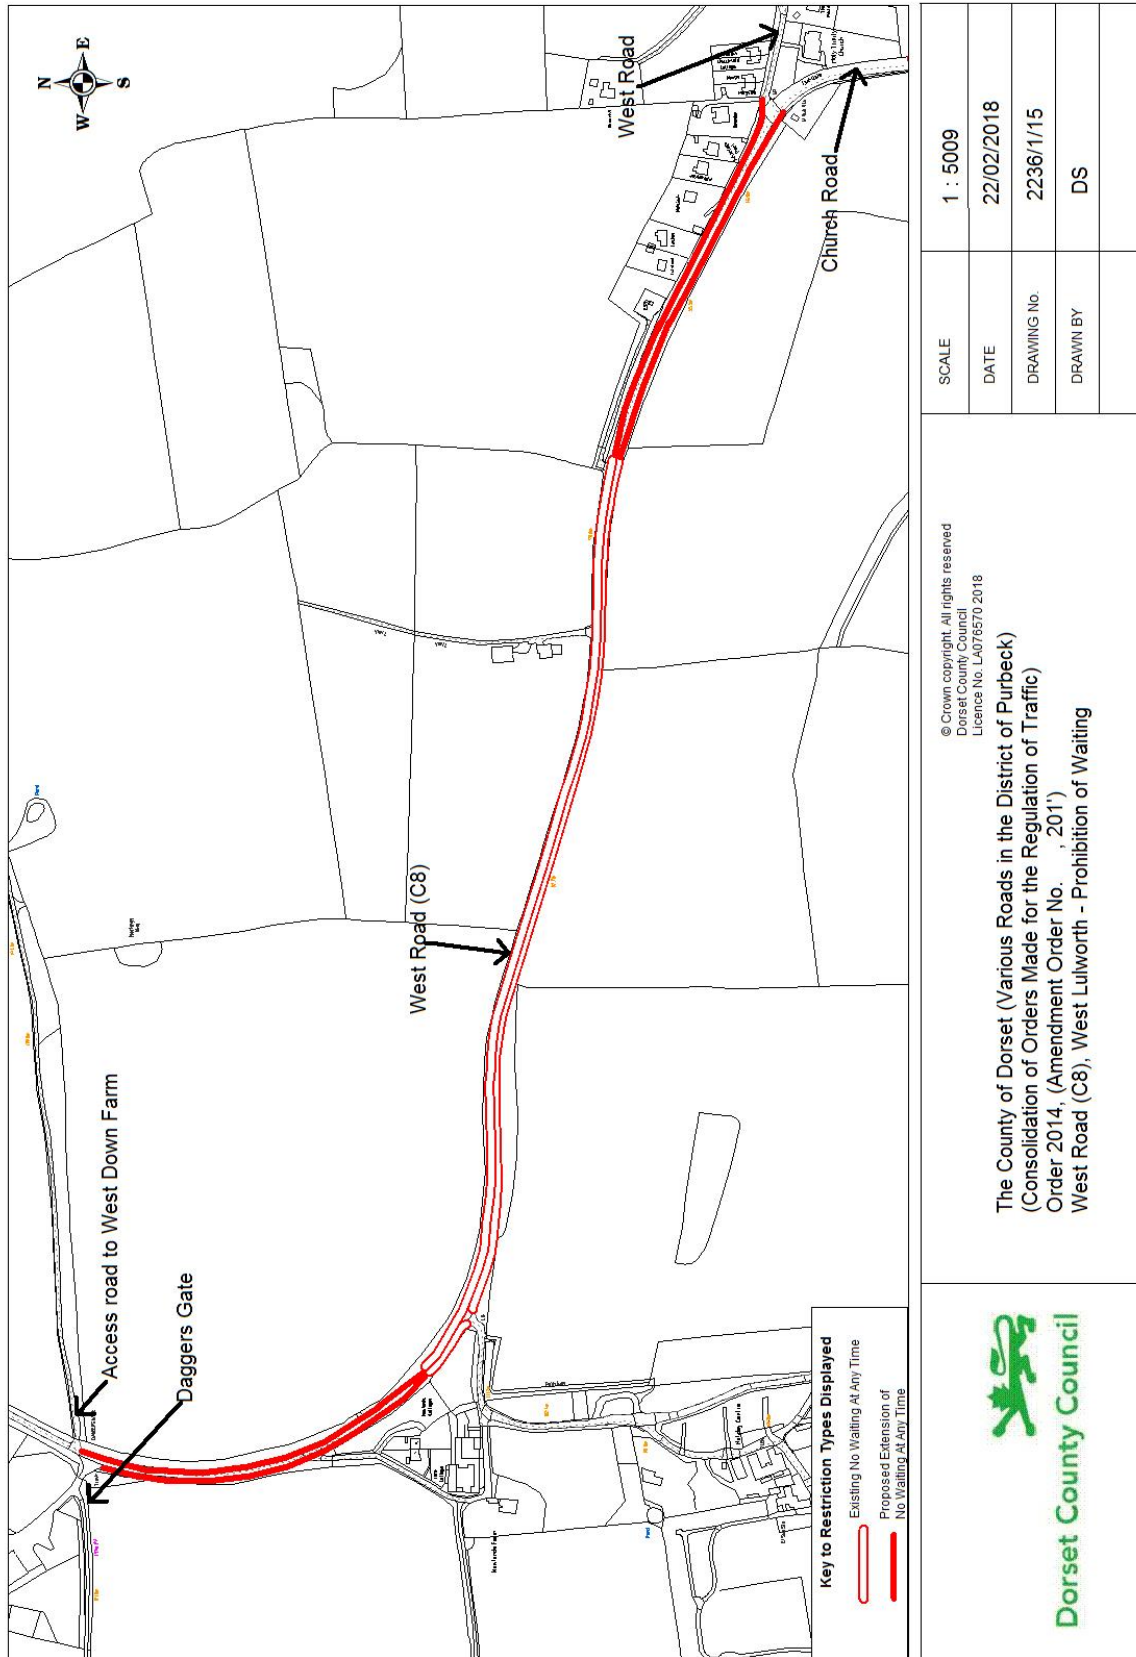 N
W E
S
West Road
Church Road
West Road (C8)
Access road to West Down Farm
Daggers Gate
Pond
Track
Holy Trinity
Church
Key to Restriction Types Displayed
Existing No Waiting At Any Time
Proposed Extension of
No Waiting At Any Time
Dorset County Council
© Crown copyright. All rights reserved
Dorset County Council
Licence No. LA076570 2018
The County of Dorset (Various Roads in the District of Purbeck)
(Consolidation of Orders Made for the Regulation of Traffic)
Order 2014, (Amendment Order No. , 201')
West Road (C8), West Lulworth - Prohibition of Waiting
SCALE 1 : 5009
DATE 22/02/2018
DRAWING No. 2236/1/15
DRAWN BY DS